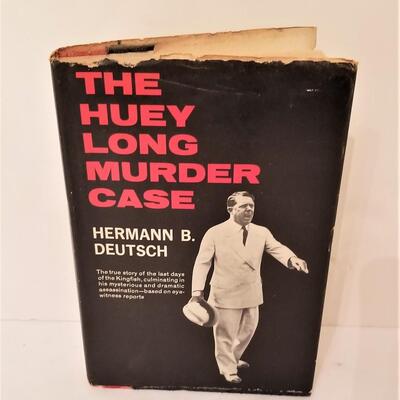 THE
HUEY
LONG
MURDER
CASE
HERMANN B.
DEUTSCH
The true story of the last days
of the Kingfish, culminating in
his mysterious and dramatic
assassination—based on eye-
witness reports